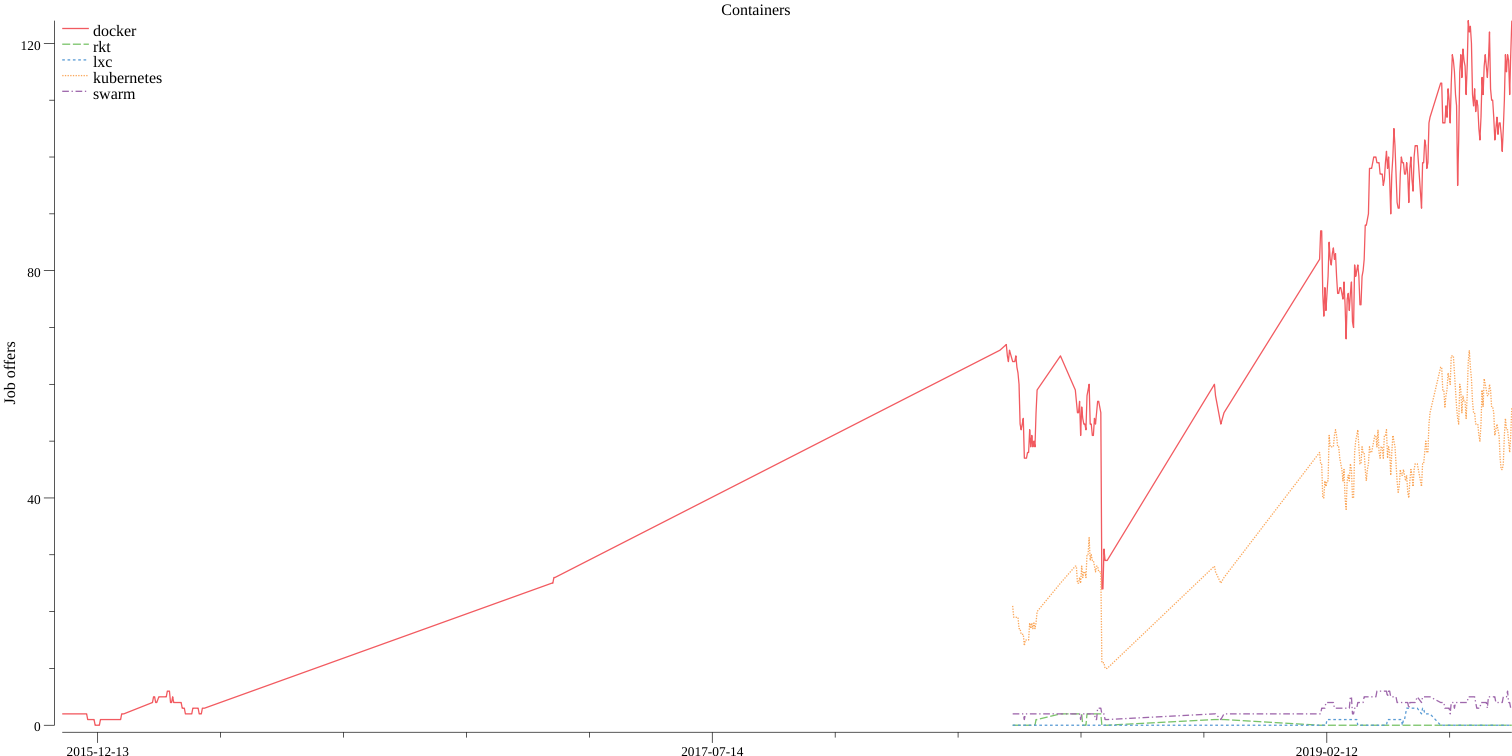 Containers
docker
rkt
lxc
kubernetes
swarm
120
80
40
0
Job offers
2015-12-13
2017-07-14
2019-02-12